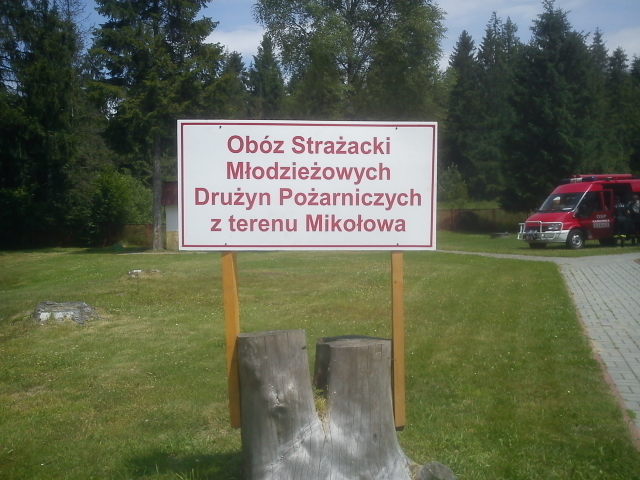 Obóz Strażacki
Młodzieżowych
Drużyn Pożarniczych
z terenu Mikołowa